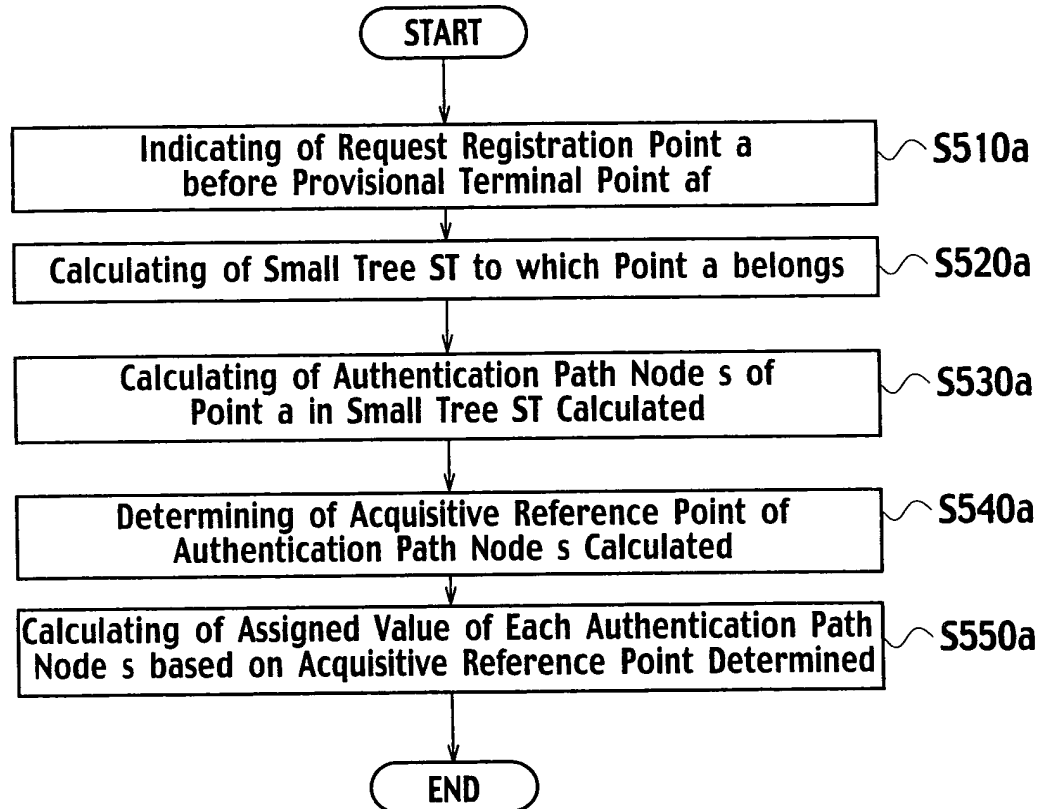 START
Indicating of Request Registration Point a
before Provisional Terminal Point af
S510a
Calculating of Small Tree ST to which Point a belongs
S520a
Calculating of Authentication Path Node s of
Point a in Small Tree ST Calculated
S530a
Determining of Acquisitive Reference Point of
Authentication Path Node s Calculated
S540a
Calculating of Assigned Value of Each Authentication Path
Node s based on Acquisitive Reference Point Determined
S550a
END